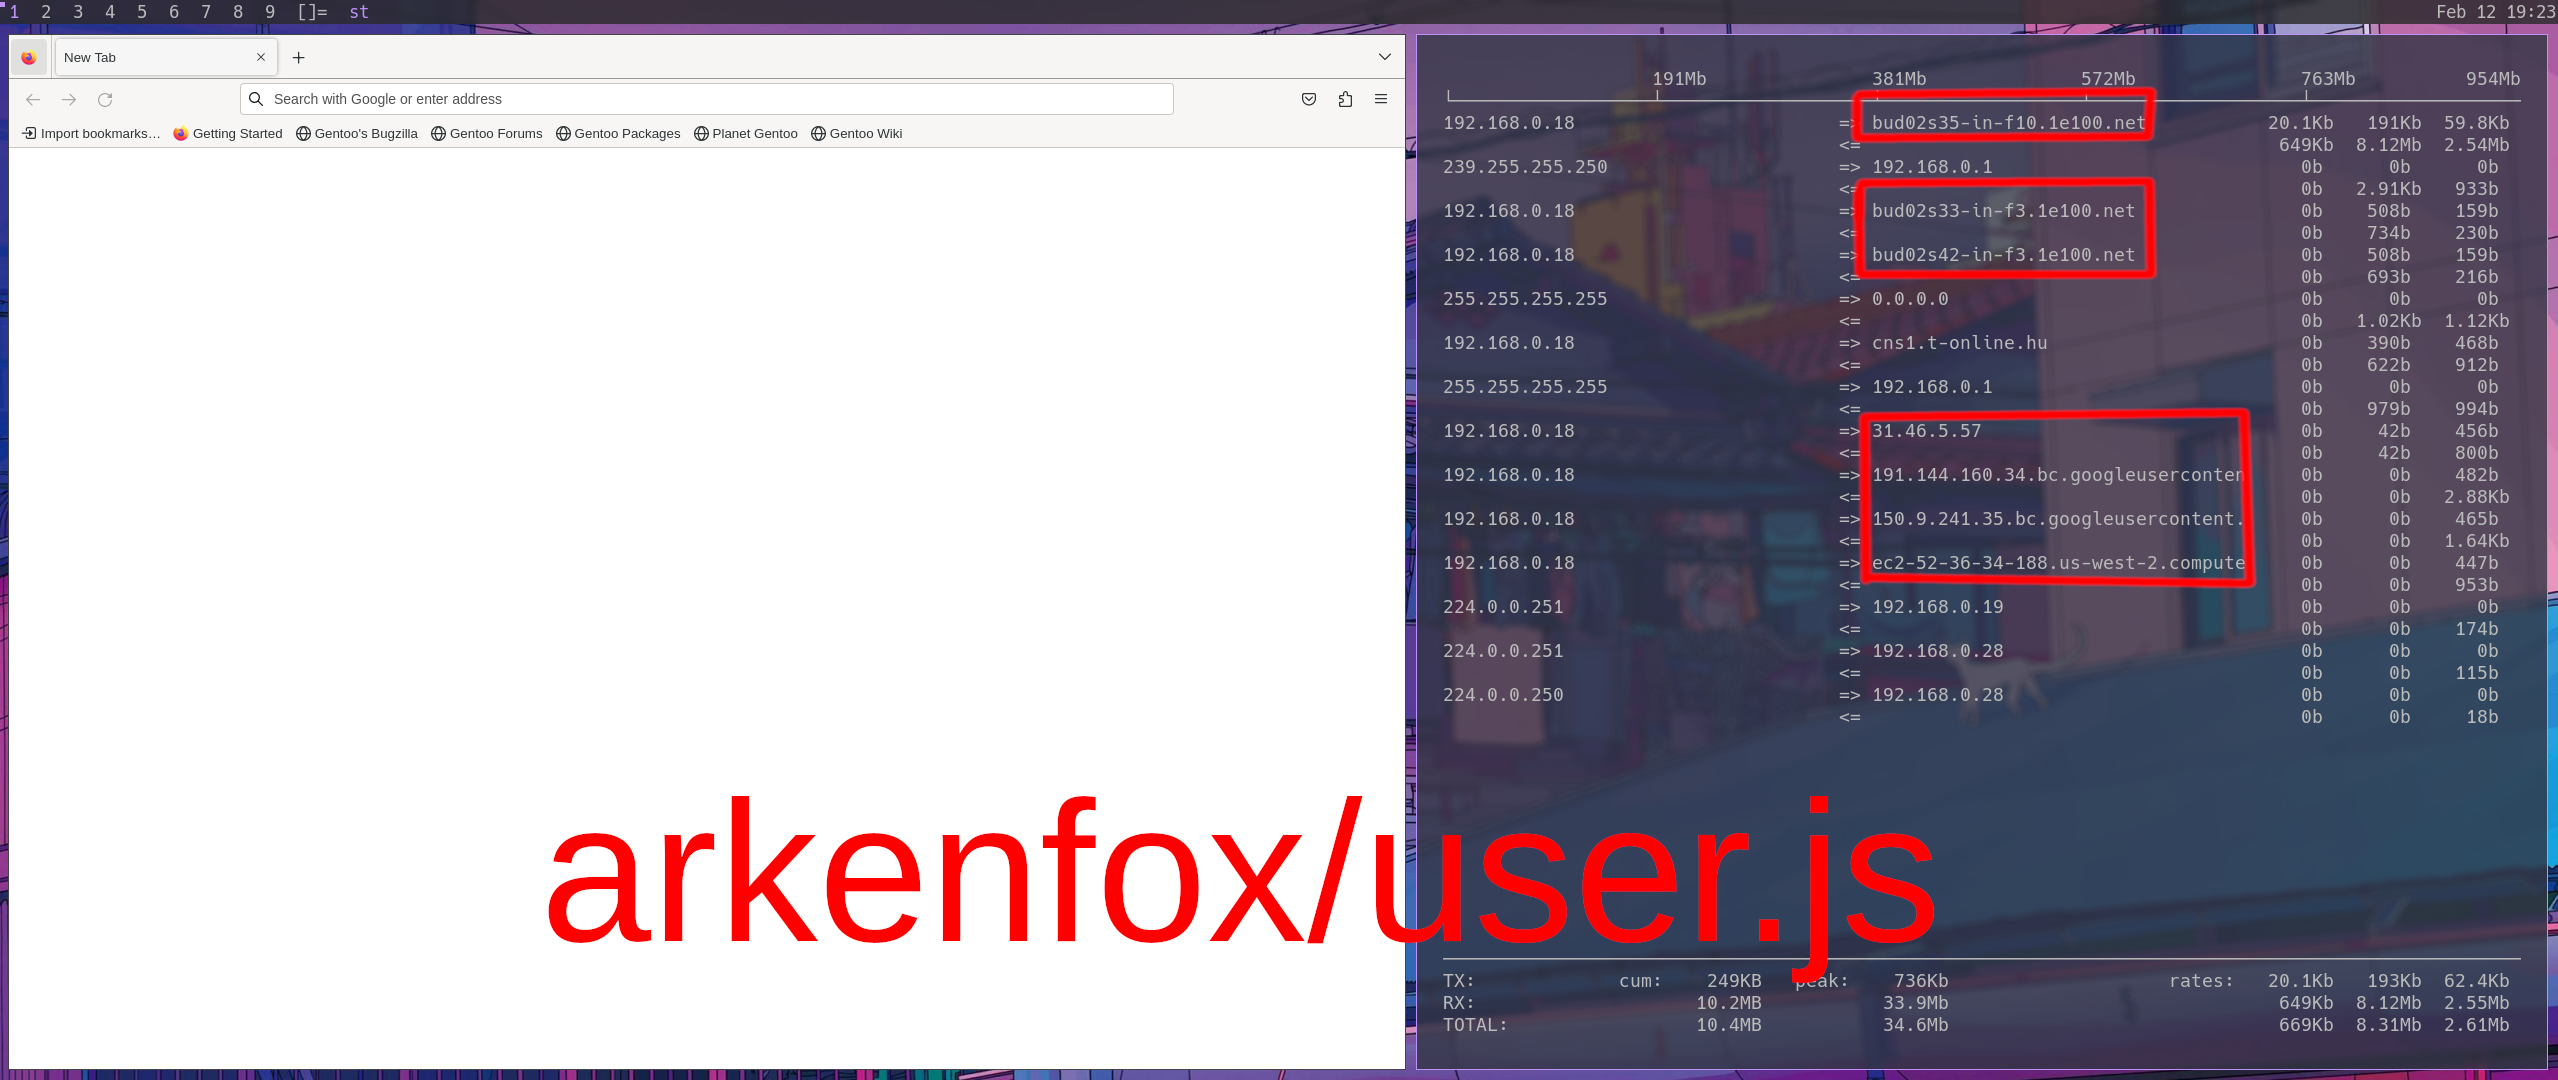 1 2 3 4 5 6 7 8 9 []= st
Feb 12 19:23
New Tab
Search with Google or enter address
Import bookmarks… Getting Started Gentoo's Bugzilla Gentoo Forums Gentoo Packages Planet Gentoo Gentoo Wiki
191Mb 381Mb 572Mb 763Mb 954Mb
192.168.0.18 => bud02s35-in-f10.1e100.net 20.1Kb 191Kb 59.8Kb
<= 649Kb 8.12Mb 2.54Mb
239.255.255.250 => 192.168.0.1 0b 0b 0b
<= 0b 2.91Kb 933b
192.168.0.18 => bud02s33-in-f3.1e100.net 0b 508b 159b
<= 0b 734b 230b
192.168.0.18 => bud02s42-in-f3.1e100.net 0b 508b 159b
<= 0b 693b 216b
255.255.255.255 => 0.0.0.0 0b 0b 0b
<= 0b 1.02Kb 1.12Kb
192.168.0.18 => cns1.t-online.hu 0b 390b 468b
<= 0b 622b 912b
255.255.255.255 => 192.168.0.1 0b 0b 0b
<= 0b 979b 994b
192.168.0.18 => 31.46.5.57 0b 42b 456b
<= 0b 42b 800b
192.168.0.18 => 191.144.160.34.bc.googleuserconten 0b 0b 482b
<= 0b 0b 2.88Kb
192.168.0.18 => 150.9.241.35.bc.googleusercontent. 0b 0b 465b
<= 0b 0b 1.64Kb
192.168.0.18 => ec2-52-36-34-188.us-west-2.compute 0b 0b 447b
<= 0b 0b 953b
224.0.0.251 => 192.168.0.19 0b 0b 0b
<= 0b 0b 174b
224.0.0.251 => 192.168.0.28 0b 0b 0b
<= 0b 0b 115b
224.0.0.250 => 192.168.0.28 0b 0b 0b
<= 0b 0b 18b
arkenfox/user.js
TX: cum: 249KB peak: 736Kb rates: 20.1Kb 193Kb 62.4Kb
RX: 10.2MB 33.9Mb 649Kb 8.12Mb 2.55Mb
TOTAL: 10.4MB 34.6Mb 669Kb 8.31Mb 2.61Mb